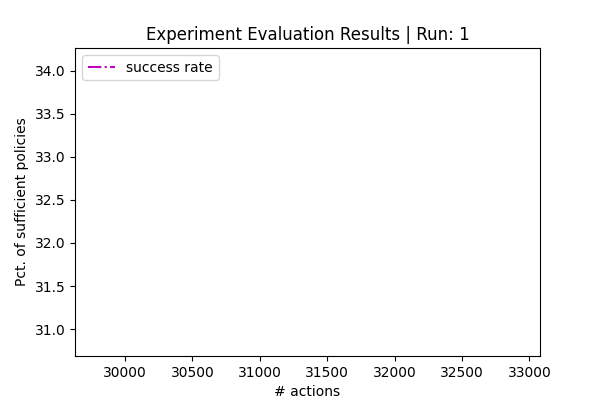 Experiment Evaluation Results | Run: 1
success rate
Pct. of sufficient policies
34.0
33.5
33.0
32.5
32.0
31.5
31.0
30000 30500 31000 31500 32000 32500 33000
# actions